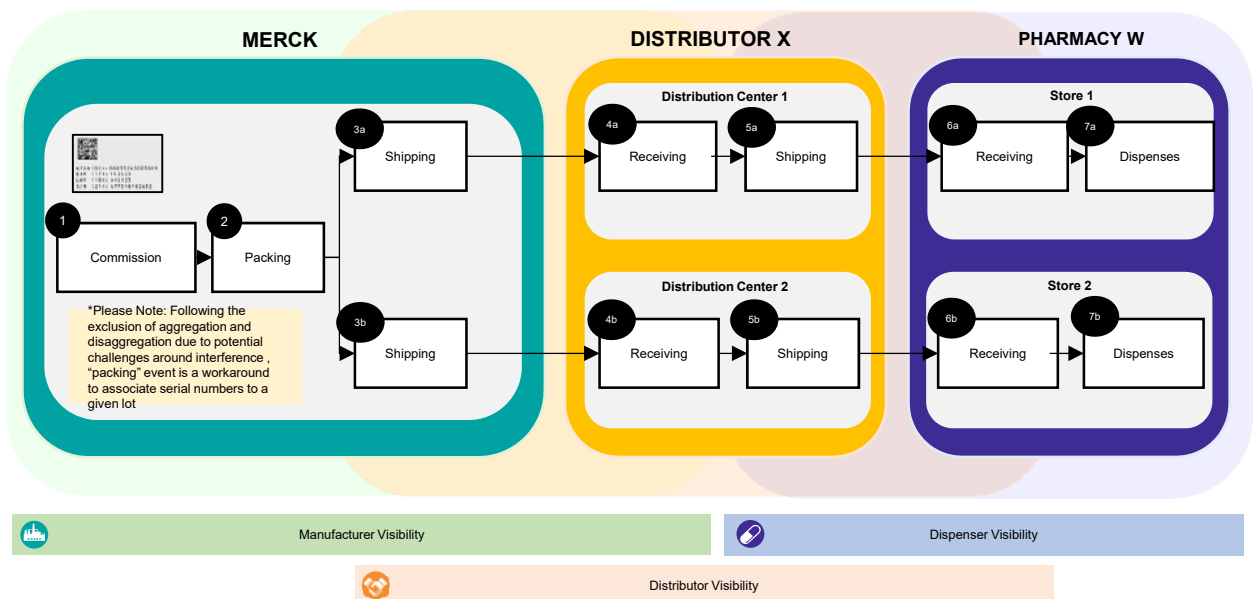 MERCK
DISTRIBUTOR X
PHARMACY W
1
Commission
2
Packing
*Please Note: Following the
exclusion of aggregation and
disaggregation due to potential
challenges around interference ,
“packing” event is a workaround
to associate serial numbers to a
given lot
3a
Shipping
3b
Shipping
Distribution Center 1
4a
Receiving
5a
Shipping
Distribution Center 2
4b
Receiving
5b
Shipping
Store 1
6a
Receiving
7a
Dispenses
Store 2
6b
Receiving
7b
Dispenses
Manufacturer Visibility
Dispenser Visibility
Distributor Visibility